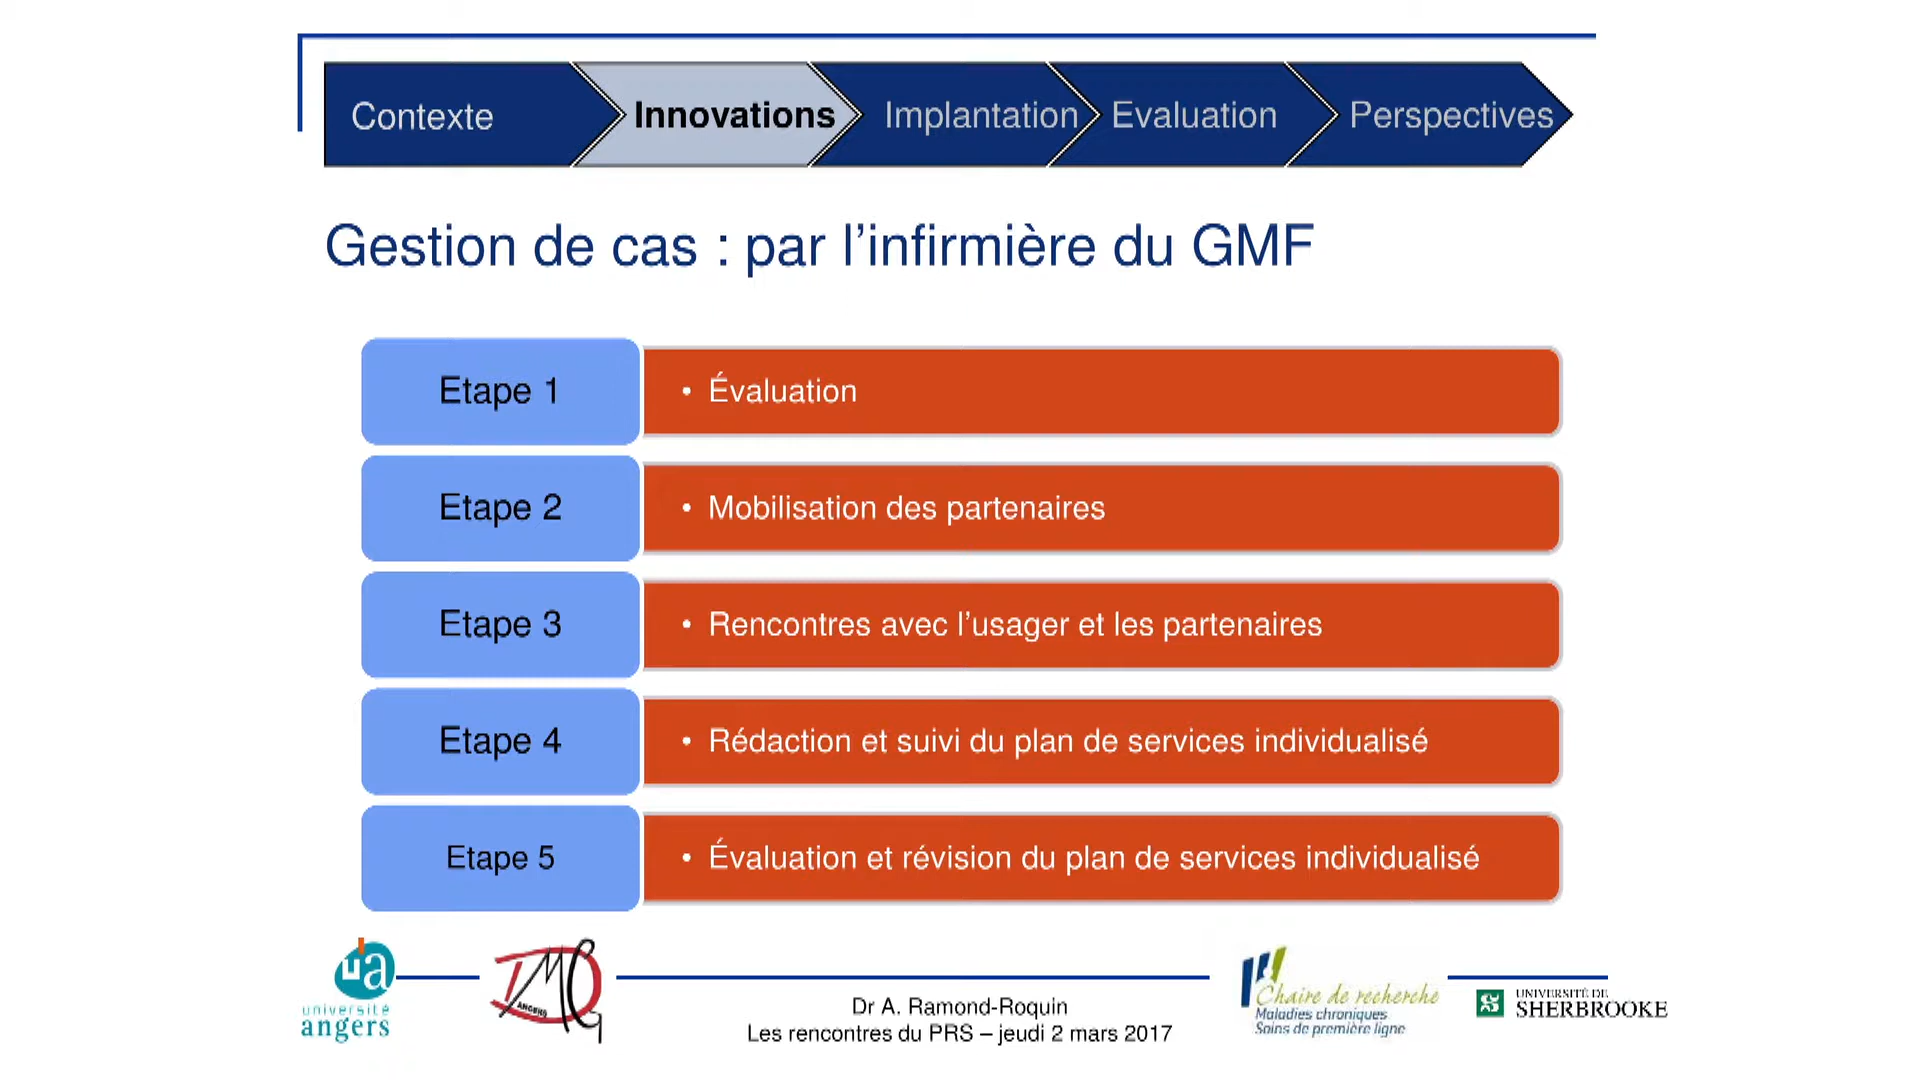 Contexte
Innovations
Implantation
Evaluation
Perspectives
Gestion de cas : par l'infirmière du GMF
Etape 1
• Évaluation
Etape 2
• Mobilisation des partenaires
Etape 3
• Rencontres avec l'usager et les partenaires
Etape 4
• Rédaction et suivi du plan de services individualisé
Etape 5
• Évaluation et révision du plan de services individualisé
ua
université
angers
DMG
ANGERS
Dr A. Ramond-Roquin
Les rencontres du PRS – jeudi 2 mars 2017
Chaire de recherche
Maladies chroniques
Soins de première ligne
UNIVERSITÉ DE
SHERBROOKE